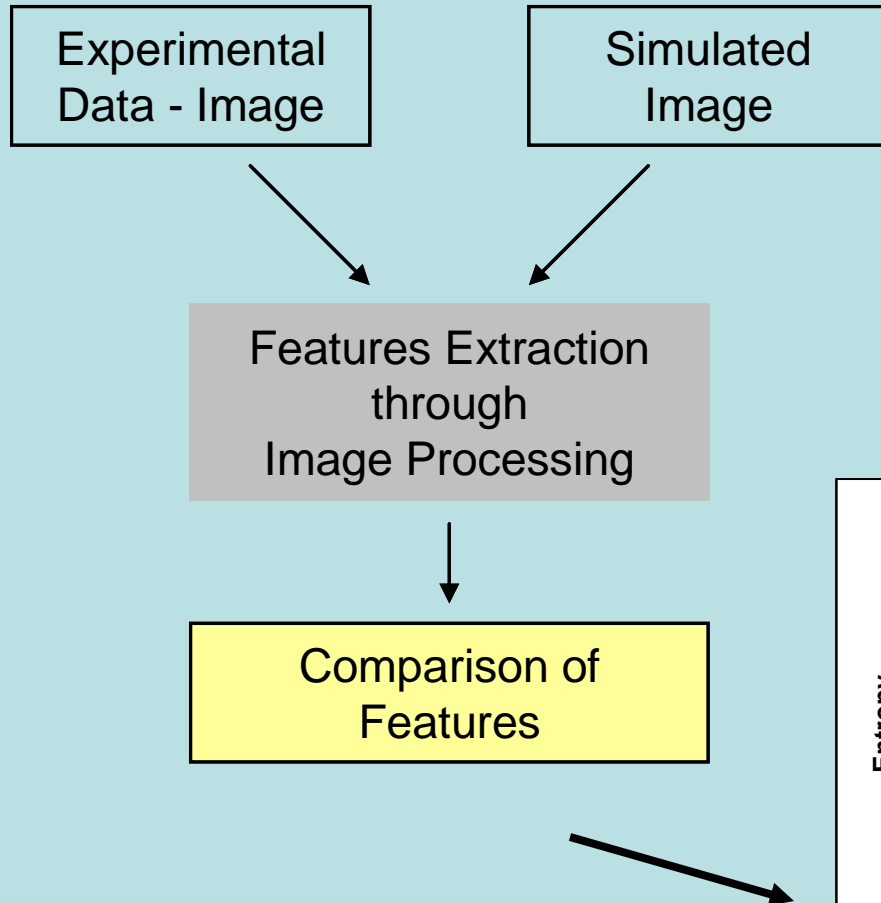 Experimental
Data - Image
Simulated
Image
Features Extraction
through
Image Processing
Comparison of
Features
Entropy